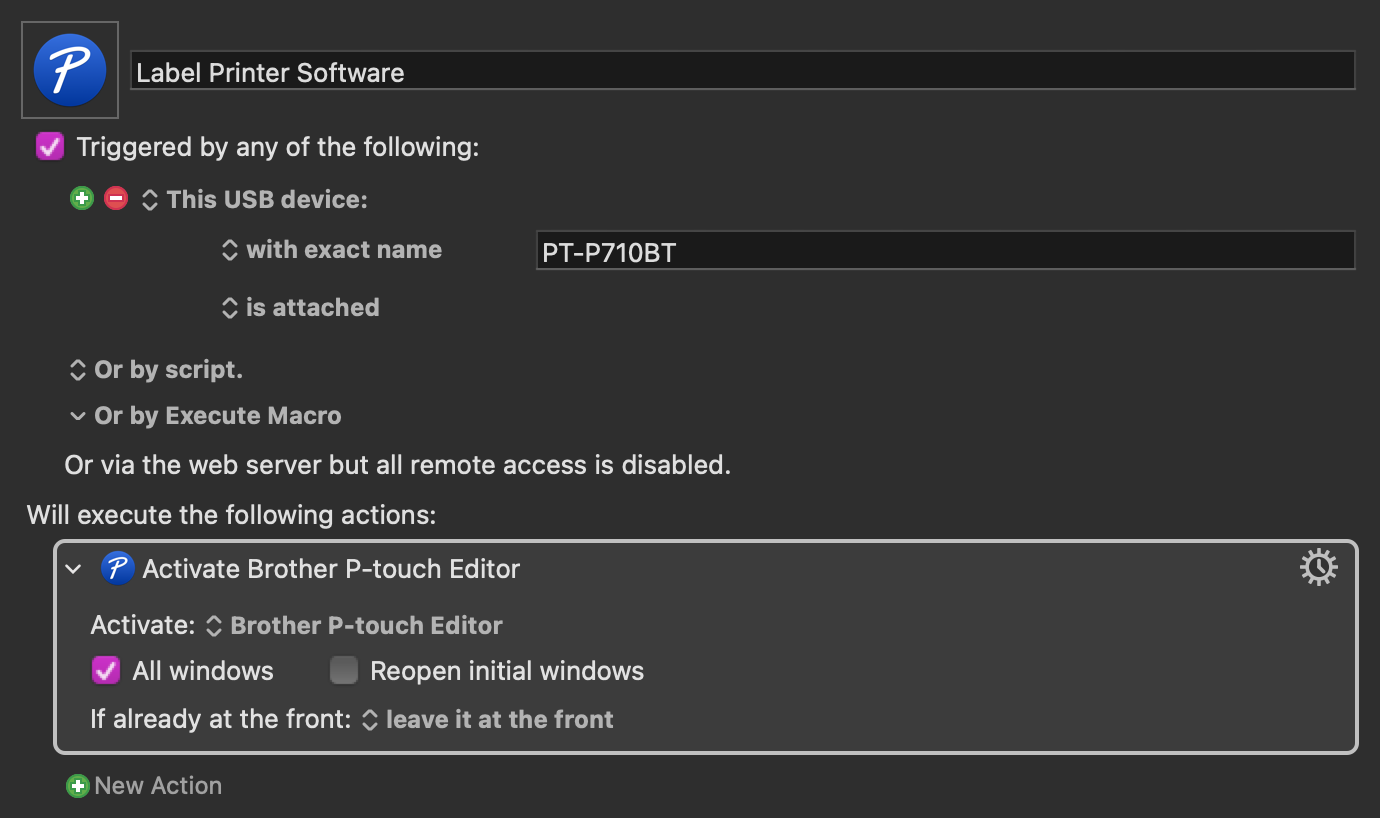 Label Printer Software
Triggered by any of the following:
This USB device:
with exact name PT-P710BT
is attached
Or by script.
Or by Execute Macro
Or via the web server but all remote access is disabled.
Will execute the following actions:
Activate Brother P-touch Editor
Activate: Brother P-touch Editor
All windows Reopen initial windows
If already at the front: leave it at the front
New Action